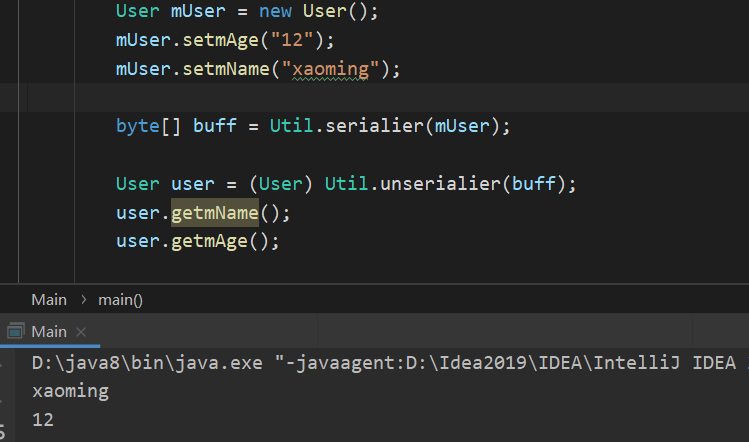 User mUser = new User();
mUser.setmAge("12");
mUser.setmName("xaoming");
byte[] buff = Util.serialier(mUser);
User user = (User) Util.unserialier(buff);
user.getmName();
user.getmAge();
Main > main()
Main ×
D:\java8\bin\java.exe "-javaagent:D:\Idea2019\IDEA\IntelliJ IDEA
xaoming
12